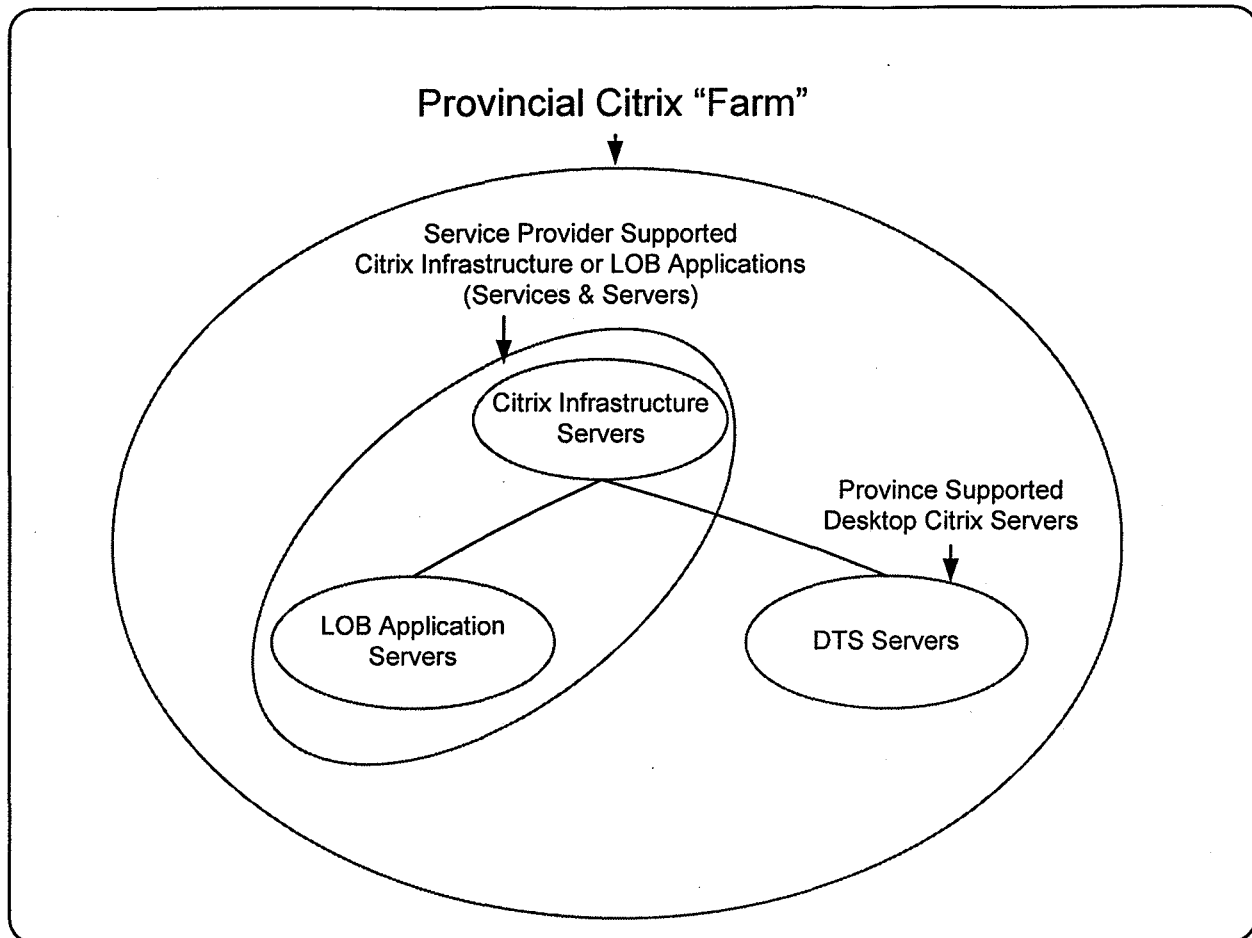 Provincial Citrix “Farm”
Service Provider Supported
Citrix Infrastructure or LOB Applications
(Services & Servers)
Citrix Infrastructure
Servers
Province Supported
Desktop Citrix Servers
LOB Application
Servers
DTS Servers